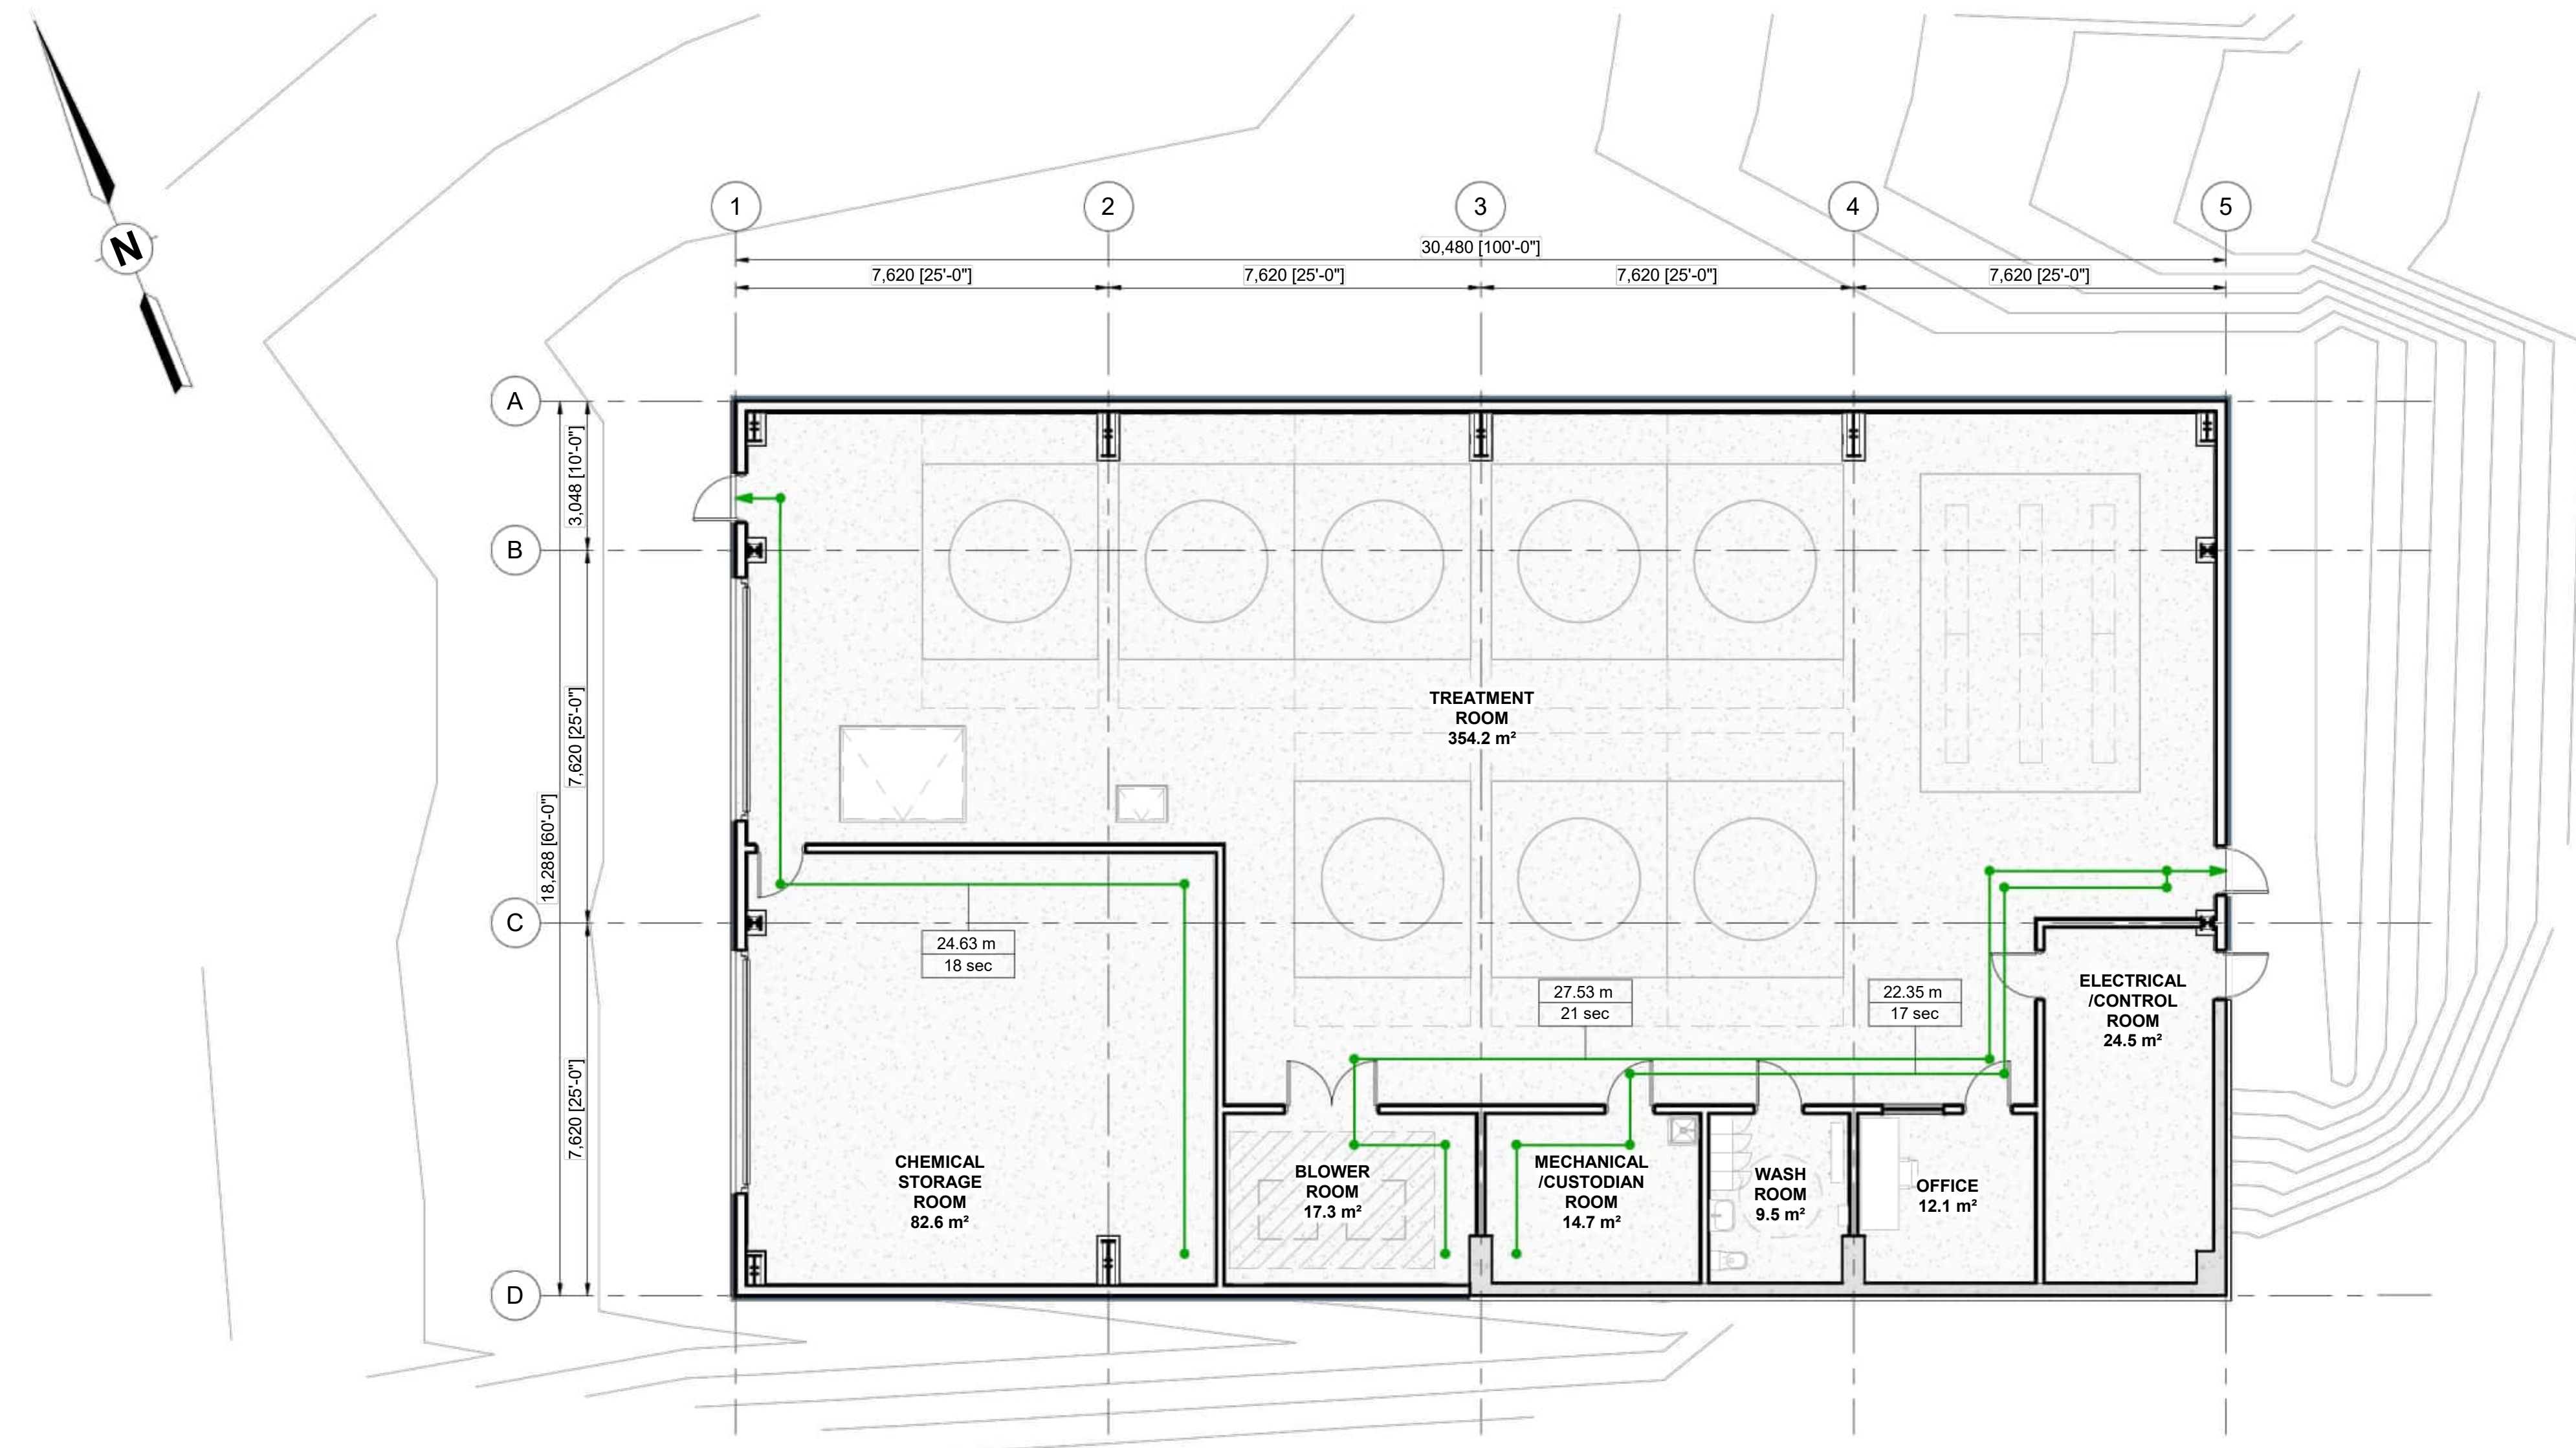 N
1
2
3
4
5
30,480 [100'-0"]
7,620 [25'-0"]
7,620 [25'-0"]
7,620 [25'-0"]
7,620 [25'-0"]
A
B
C
D
3,048 [10'-0"]
7,620 [25'-0"]
18,288 [60'-0"]
7,620 [25'-0"]
TREATMENT
ROOM
354.2 m²
24.63 m
18 sec
27.53 m
21 sec
22.35 m
17 sec
ELECTRICAL
/CONTROL
ROOM
24.5 m²
CHEMICAL
STORAGE
ROOM
82.6 m²
BLOWER
ROOM
17.3 m²
MECHANICAL
/CUSTODIAN
ROOM
14.7 m²
WASH
ROOM
9.5 m²
OFFICE
12.1 m²